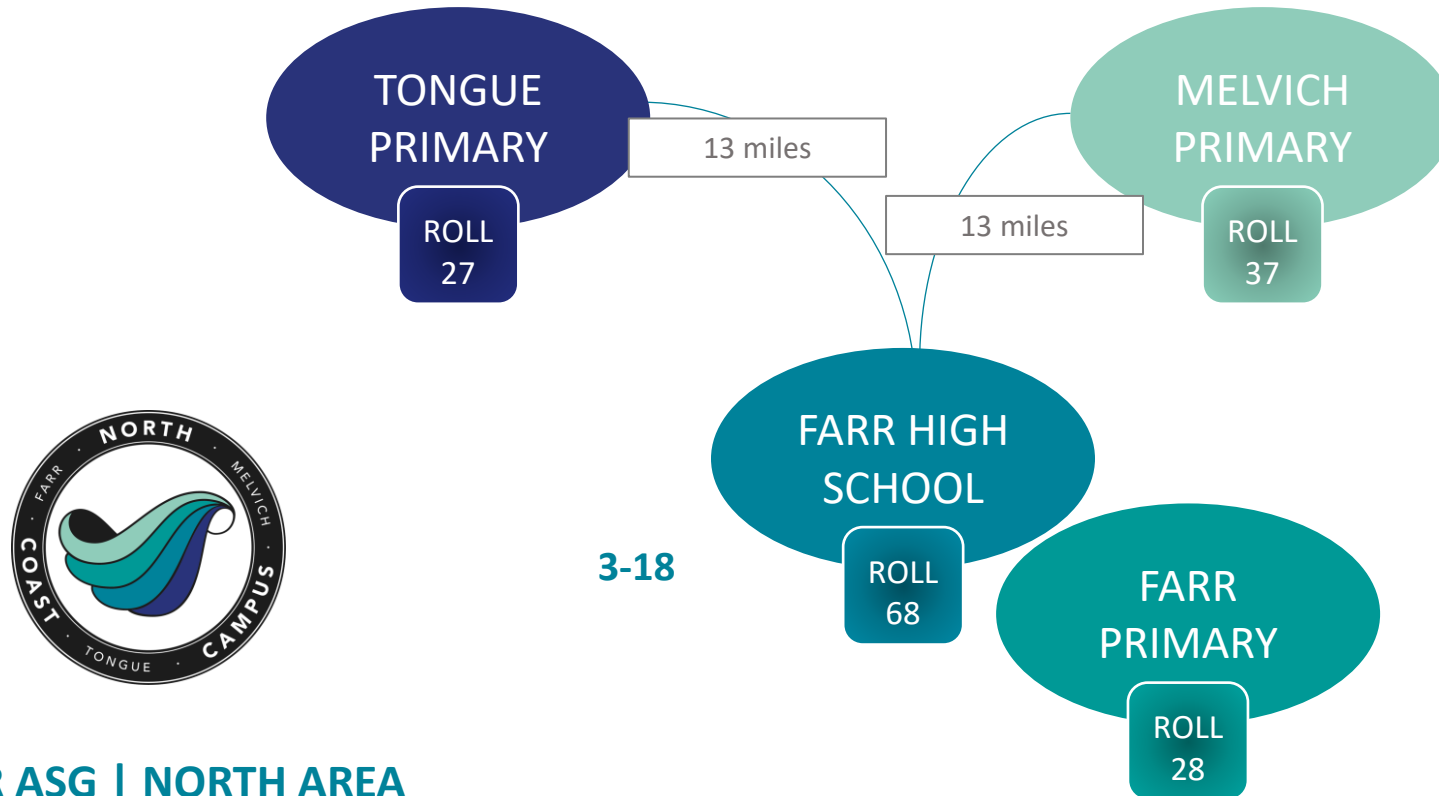 TONGUE
PRIMARY
ROLL
27
13 miles
MELVICH
PRIMARY
ROLL
37
13 miles
FARR HIGH
SCHOOL
ROLL
68
3-18
FARR
PRIMARY
ROLL
28
NORTH
· MELVICH ·
CAMPUS
· TONGUE ·
COAST
· FARR ·
R ASG | NORTH AREA